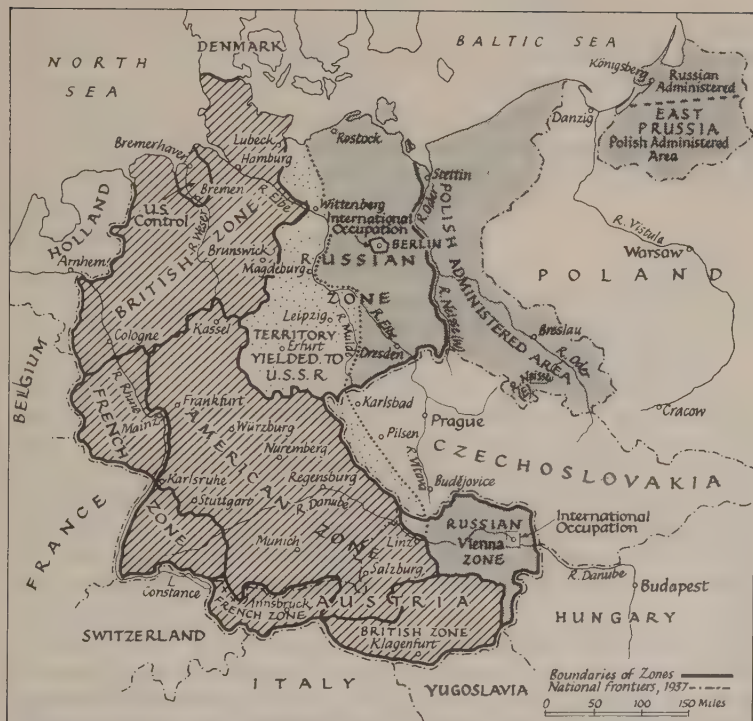 DENMARK
BALTIC SEA
NORTH
SEA
Königsberg
Russian
Administered
EAST
PRUSSIA
Polish Administered
Area
Danzig
Rostock
Lubeck
Homburg
Bremerhaven
Bremen
Stettin
R. Oder
POLISH ADMINISTERED AREA
U.S.
Control
R. Weser
R. Elbe
Wittenberg
International
Occupation
BERLIN
HOLLAND
Arnhem
BRITISH ZONE
Brunswick
Magdeburg
RUSSIAN
ZONE
R. Vistula
Warsaw
POLAND
Leipzig
Kassel
TERRITORY
Erfurt
YIELDED TO
U.S.S.R.
R. Mulde
R. Elbe
Dresden
Breslau
R. Oder
Neisse
Cologne
BELGIUM
R. Rhine
FRENCH
Mainz
Frankfurt
Würzburg
Nuremberg
AMERICAN
ZONE
Karlsbad
Prague
Pilsen
R. Vltava
Budějovice
CZECHOSLOVAKIA
Cracow
Karlsruhe
Stuttgart
Regensburg
R. Danube
FRANCE
ZONE
Munich
Linz
Salzburg
RUSSIAN
Vienna
ZONE
International
Occupation
R. Danube
Budapest
HUNGARY
L.
Constance
Innsbruck
FRENCH ZONE
AUSTRIA
BRITISH ZONE
Klagenfurt
SWITZERLAND
ITALY
YUGOSLAVIA
Boundaries of Zones
National frontiers, 1937
0 50 100 150 Miles